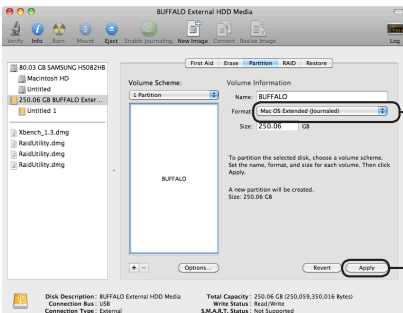 BUFFALO External HDD Media
Verify Info Burn Mount Eject Enable Journaling New Image Convert Resize Image Log
80.03 GB SAMSUNG HS082HB
Macintosh HD
Untitled
250.06 GB BUFFALO Exter...
Untitled 1
Xbench_1.3.dmg
RaidUtility.dmg
RaidUtility.dmg
RaidUtility.dmg
First Aid Erase Partition RAID Restore
Volume Scheme:
1 Partition
BUFFALO
+ −
Options...
Volume Information
Name: BUFFALO
Format: Mac OS Extended (Journaled)
Size: 250.06 GB
To partition the selected disk, choose a volume scheme.
Set the name, format, and size for each volume. Then click
Apply.
A new partition will be created.
Size: 250.06 GB
Revert Apply
Disk Description : BUFFALO External HDD Media
Connection Bus : USB
Connection Type : External
Total Capacity : 250.06 GB (250,059,350,016 Bytes)
Write Status : Read/Write
S.M.A.R.T. Status : Not Supported